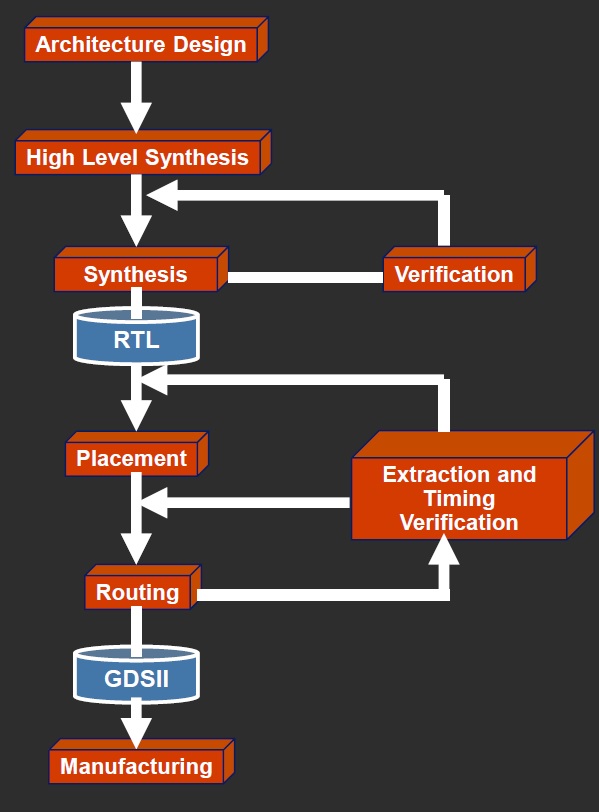 Architecture Design
High Level Synthesis
Synthesis
Verification
RTL
Placement
Extraction and
Timing
Verification
Routing
GDSII
Manufacturing